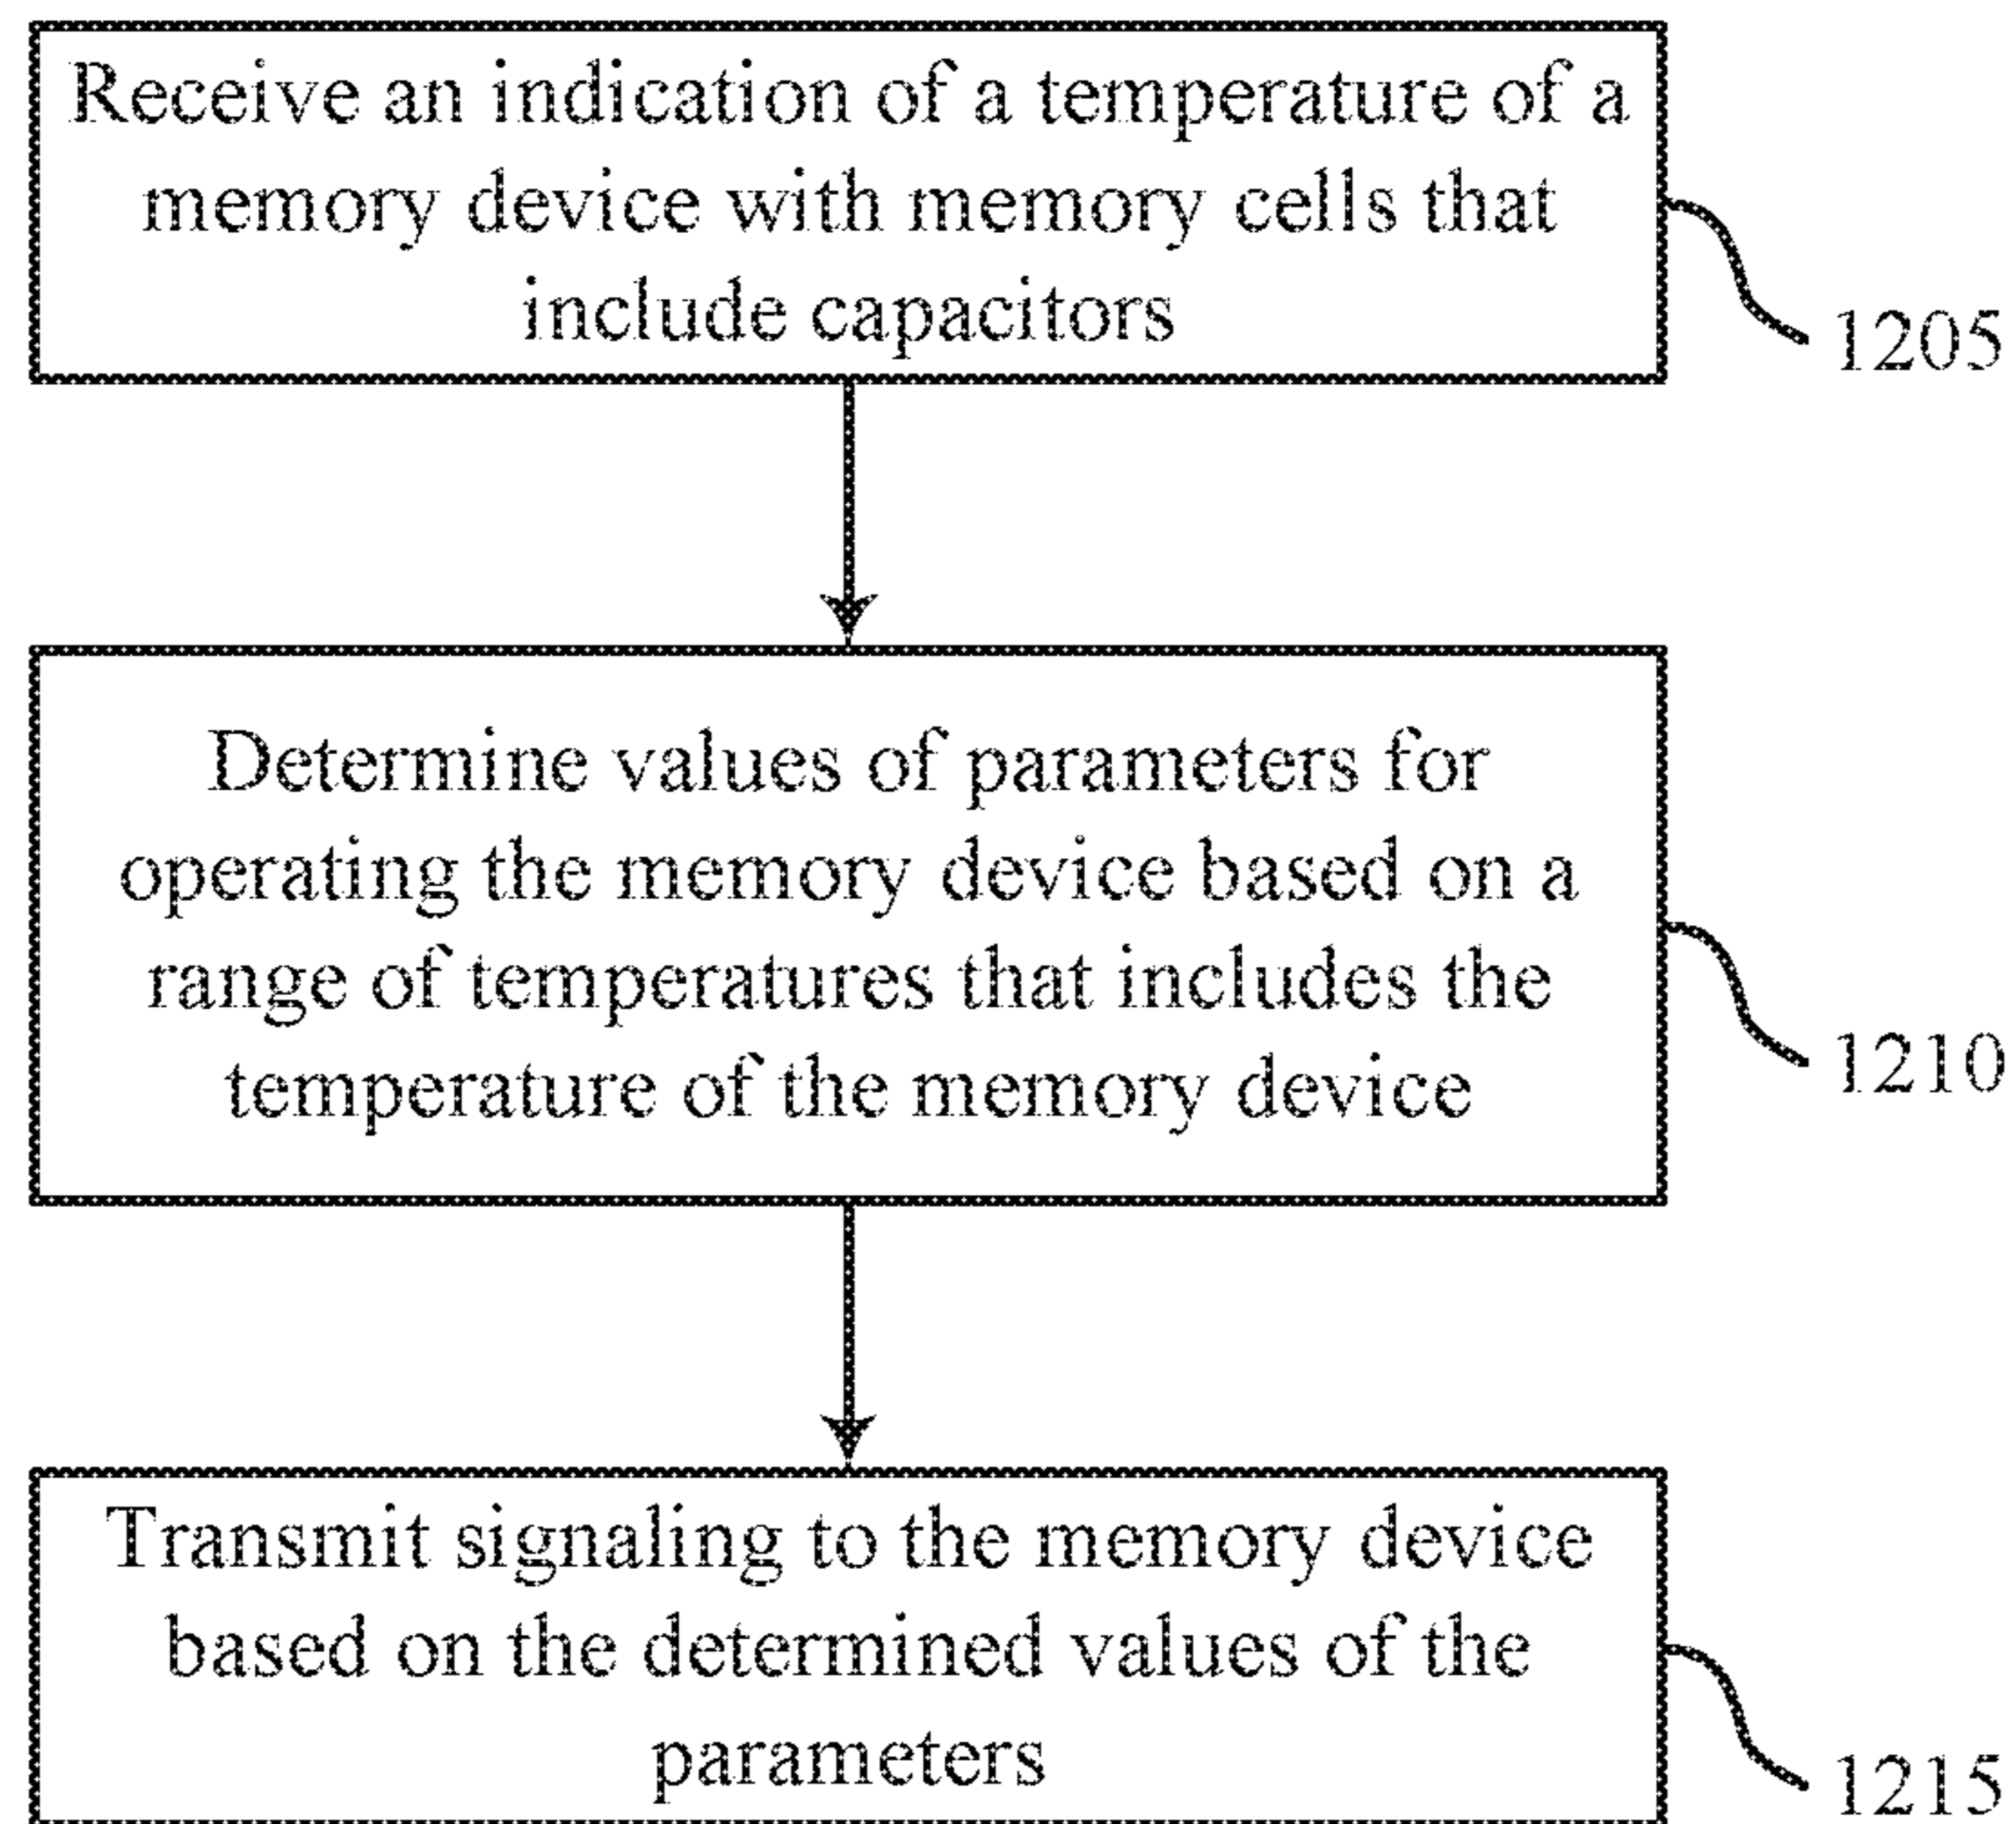 Receive an indication of a temperature of a
memory device with memory cells that
include capacitors
1205
Determine values of parameters for
operating the memory device based on a
range of temperatures that includes the
temperature of the memory device
1210
Transmit signaling to the memory device
based on the determined values of the
parameters
1215